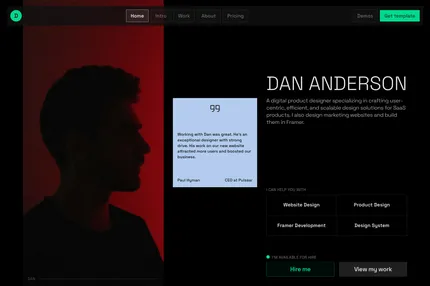 D
Home
Intro
Work
About
Pricing
Demos
Get template
DAN ANDERSON
A digital product designer specializing in crafting user-
centric, efficient, and scalable design solutions for SaaS
products, I also design marketing websites and build
them in Framer.
Working with Dan was great. He's an
exceptional designer with strong
drive. His work on our new website
attracted more users and boosted our
business.
Paul Hyman
CEO at Pulsear
I CAN HELP YOU WITH
Website Design
Product Design
Framer Development
Design System
I'M AVAILABLE FOR HIRE
Hire me
View my work